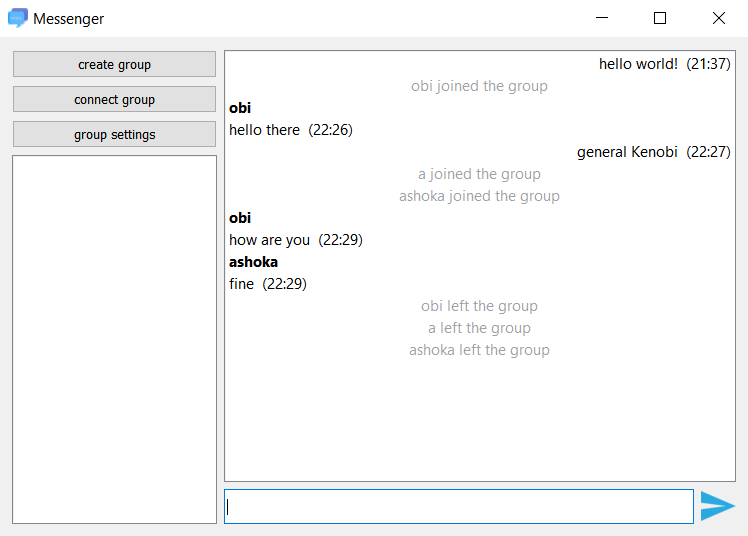 Messenger
create group
connect group
group settings
hello world!  (21:37)
obi joined the group
obi
hello there  (22:26)
general Kenobi  (22:27)
a joined the group
ashoka joined the group
obi
how are you  (22:29)
ashoka
fine  (22:29)
obi left the group
a left the group
ashoka left the group